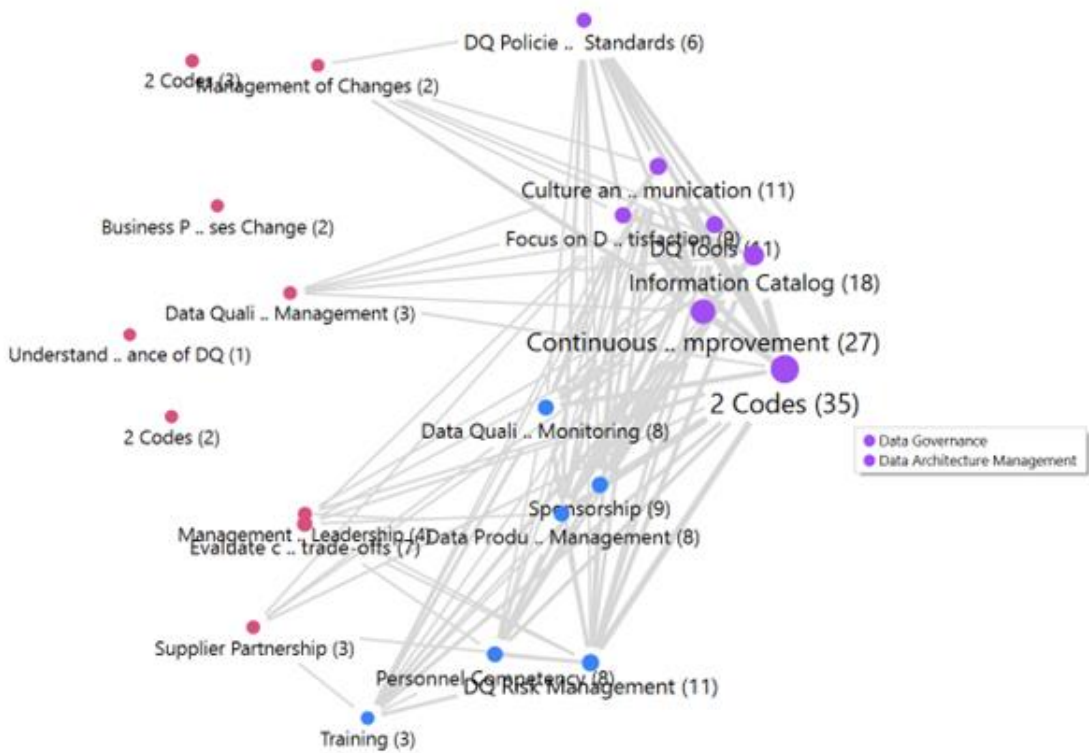 DQ Policie .. Standards (6)
2 Codes (3)
Management of Changes (2)
Culture an .. munication (11)
Business P .. ses Change (2)
Focus on D .. tisfaction (9)
DQ Tools (11)
Information Catalog (18)
Data Quali .. Management (3)
Continuous .. mprovement (27)
Understand .. ance of DQ (1)
2 Codes (35)
2 Codes (2)
Data Quali .. Monitoring (8)
Data Governance
Data Architecture Management
Sponsorship (9)
Management .. Leadership (4)
Data Produ .. Management (8)
Evaluate c .. trade-offs (7)
Supplier Partnership (3)
Personnel Competency (8)
DQ Risk Management (11)
Training (3)